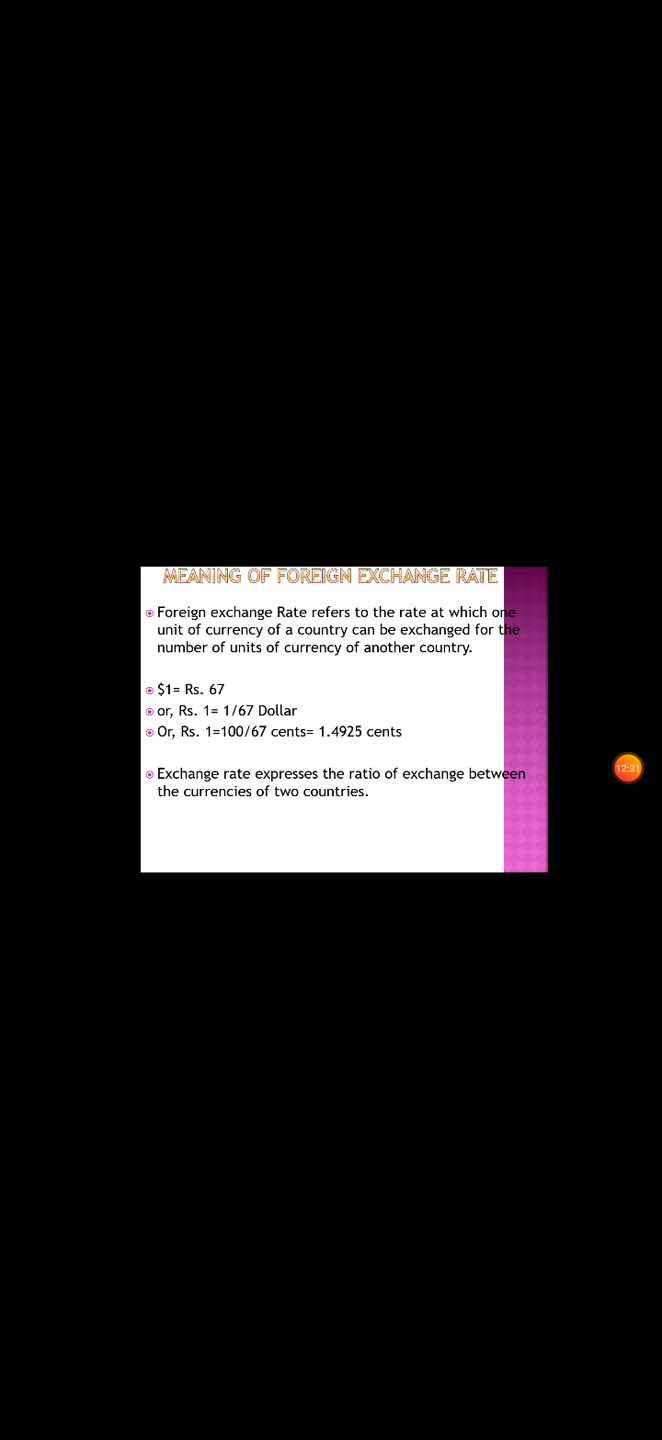 MEANING OF FOREIGN EXCHANGE RATE
Foreign exchange Rate refers to the rate at which one
unit of currency of a country can be exchanged for the
number of units of currency of another country.
$1= Rs. 67
or, Rs. 1= 1/67 Dollar
Or, Rs. 1=100/67 cents= 1.4925 cents
12:31
Exchange rate expresses the ratio of exchange between
the currencies of two countries.